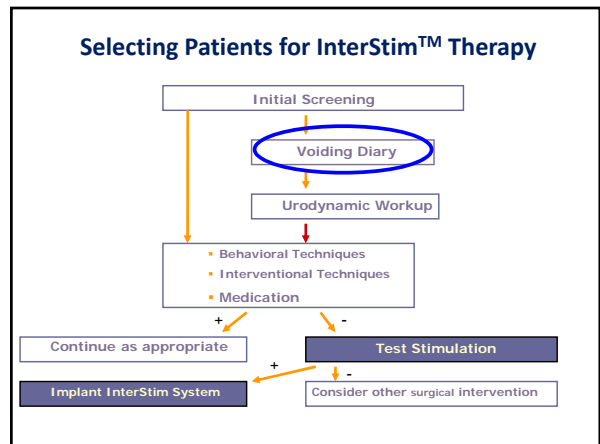 Selecting Patients for InterStim™ Therapy
Initial Screening
Voiding Diary
Urodynamic Workup
▪ Behavioral Techniques
▪ Interventional Techniques
▪ Medication
+
-
Continue as appropriate
Test Stimulation
+
-
Implant InterStim System
Consider other surgical intervention